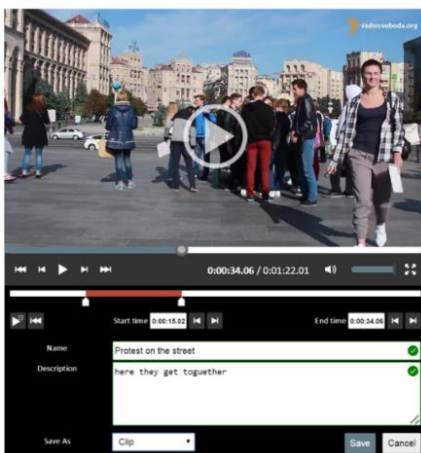 radiosvoboda.org
0:00:34.06 / 0:01:22.01
Start time 0:00:15.02 End time 0:00:34.06
Name Protest on the street
Description here they get toguether
Save As Clip Save Cancel